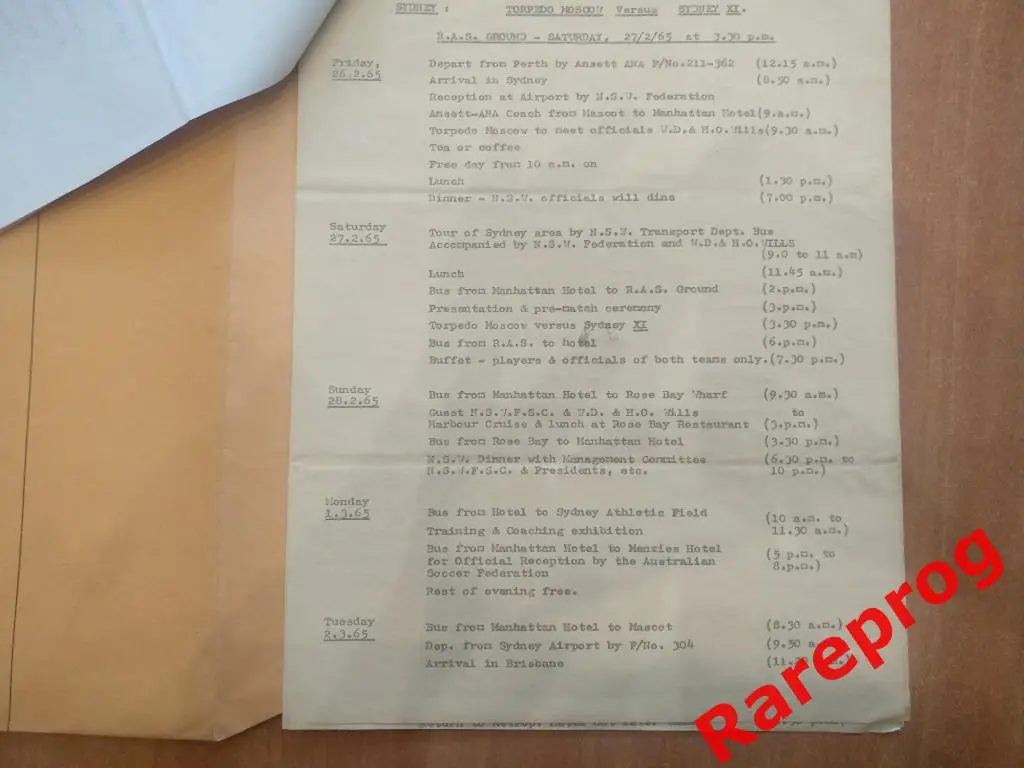 SYDNEY : TORPEDO MOSCOW Versus SYDNEY XI.
R.A.S. GROUND - SATURDAY, 27/2/65 at 3.30 p.m.
Friday, Depart from Perth by Ansett ANA F/No.211-362 (12.15 a.m.)
26.2.65 Arrival in Sydney (8.50 a.m.)
Reception at Airport by N.S.W. Federation
Ansett-ANA Coach from Mascot to Manhattan Hotel(9.a.m.)
Torpedo Moscow to meet officials W.D.& H.O.Wills(9.30 a.m.)
Tea or coffee
Free day from 10 a.m. on
Lunch (1.30 p.m.)
Dinner - N.S.W. officials will dine (7.00 p.m.)
Saturday Tour of Sydney area by N.S.W. Transport Dept. Bus
27.2.65 Accompanied by N.S.W. Federation and W.D.& H.O.WILLS
(9.0 to 11 a.m)
Lunch (11.45 a.m.)
Bus from Manhattan Hotel to R.A.S. Ground (2.p.m.)
Presentation & pre-match ceremony (3.p.m.)
Torpedo Moscow versus Sydney XI (3.30 p.m.)
Bus from R.A.S. to hotel (6.p.m.)
Buffet - players & officials of both teams only.(7.30 p.m.)
Sunday Bus from Manhattan Hotel to Rose Bay Wharf (9.30 a.m.)
28.2.65 Guest N.S.W.F.S.C. & W.D. & H.O. Wills to
Harbour Cruise & lunch at Rose Bay Restaurant (3.p.m.)
Bus from Rose Bay to Manhattan Hotel (3.30 p.m.)
N.S.W. Dinner with Management Committee (6.30 p.m. to
N.S.W.F.S.C. & Presidents, etc. 10 p.m.)
Monday
1.3.65 Bus from Hotel to Sydney Athletic Field (10 a.m. to
Training & Coaching exhibition 11.30 a.m.)
Bus from Manhattan Hotel to Menzies Hotel (5 p.m. to
for Official Reception by the Australian 8.p.m.)
Soccer Federation
Rest of evening free.
Tuesday Bus from Manhattan Hotel to Mascot (8.30 a.m.)
2.3.65 Dep. from Sydney Airport by F/No. 304 (9.50
Arrival in Brisbane
Rareprog